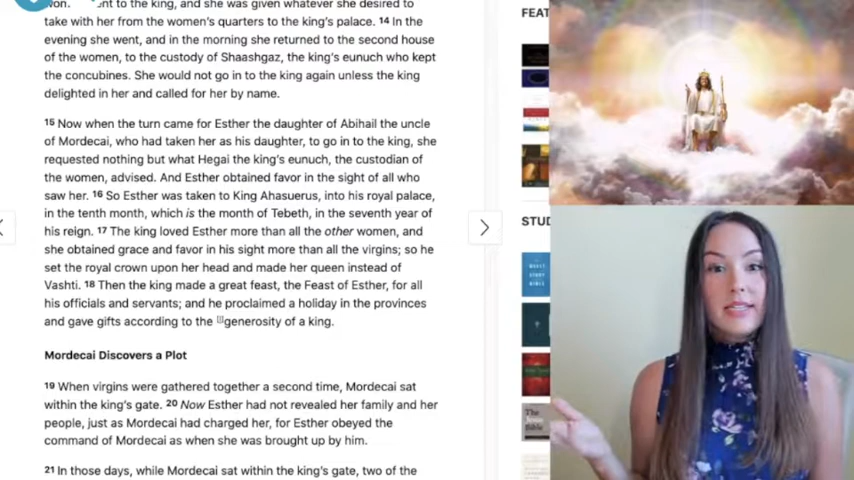 to the king, and she was given whatever she desired to
take with her from the women's quarters to the king's palace. 14 In the
evening she went, and in the morning she returned to the second house
of the women, to the custody of Shaashgaz, the king's eunuch who kept
the concubines. She would not go in to the king again unless the king
delighted in her and called for her by name.
15 Now when the turn came for Esther the daughter of Abihail the uncle
of Mordecai, who had taken her as his daughter, to go in to the king, she
requested nothing but what Hegai the king's eunuch, the custodian of
the women, advised. And Esther obtained favor in the sight of all who
saw her. 16 So Esther was taken to King Ahasuerus, into his royal palace,
in the tenth month, which is the month of Tebeth, in the seventh year of
his reign. 17 The king loved Esther more than all the other women, and
she obtained grace and favor in his sight more than all the virgins; so he
set the royal crown upon her head and made her queen instead of
Vashti. 18 Then the king made a great feast, the Feast of Esther, for all
his officials and servants; and he proclaimed a holiday in the provinces
and gave gifts according to the generosity of a king.
Mordecai Discovers a Plot
19 When virgins were gathered together a second time, Mordecai sat
within the king's gate. 20 Now Esther had not revealed her family and her
people, just as Mordecai had charged her, for Esther obeyed the
command of Mordecai as when she was brought up by him.
21 In those days, while Mordecai sat within the king's gate, two of the
FEAT
STUD